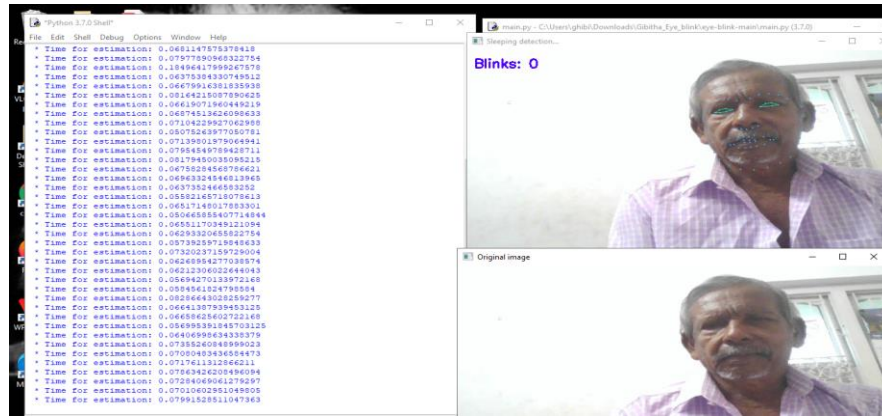 *Python 3.7.0 Shell*
File Edit Shell Debug Options Window Help
* Time for estimation: 0.0681147575378418
* Time for estimation: 0.07977890968322754
* Time for estimation: 0.18496417999267578
* Time for estimation: 0.06375384330749512
* Time for estimation: 0.06679916381835938
* Time for estimation: 0.08164215087890625
* Time for estimation: 0.06619071960449219
* Time for estimation: 0.06874513626098633
* Time for estimation: 0.07104229927062988
* Time for estimation: 0.05075263977050781
* Time for estimation: 0.07139801979064941
* Time for estimation: 0.07954549789428711
* Time for estimation: 0.08179450035095215
* Time for estimation: 0.06758284568786621
* Time for estimation: 0.06963324546813965
* Time for estimation: 0.0637352466583252
* Time for estimation: 0.05582165718078613
* Time for estimation: 0.06517148017883301
* Time for estimation: 0.050665855407714844
* Time for estimation: 0.06551170349121094
* Time for estimation: 0.06293320655822754
* Time for estimation: 0.05739259719848633
* Time for estimation: 0.07320237159729004
* Time for estimation: 0.06268954277038574
* Time for estimation: 0.06212306022644043
* Time for estimation: 0.05694270133972168
* Time for estimation: 0.0584561824798584
* Time for estimation: 0.08286643028259277
* Time for estimation: 0.06641387939453125
* Time for estimation: 0.06658625602722168
* Time for estimation: 0.056995391845703125
* Time for estimation: 0.06406998634338379
* Time for estimation: 0.07355260848999023
* Time for estimation: 0.07080483436584473
* Time for estimation: 0.0717611312866211
* Time for estimation: 0.07863426208496094
* Time for estimation: 0.07284069061279297
* Time for estimation: 0.07010602951049805
* Time for estimation: 0.07991528511047363
main.py - C:\Users\ghibi\Downloads\Gibitha_Eye_blink\eye-blink-main\main.py (3.7.0)
Sleeping detection...
Blinks: 0
Original image